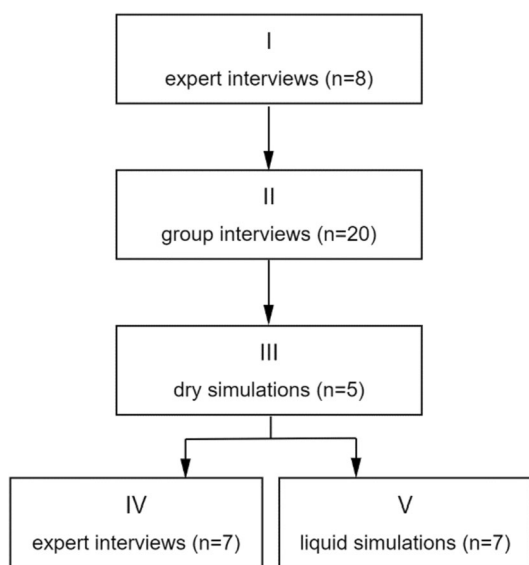 I
expert interviews (n=8)
II
group interviews (n=20)
III
dry simulations (n=5)
IV
expert interviews (n=7)
V
liquid simulations (n=7)